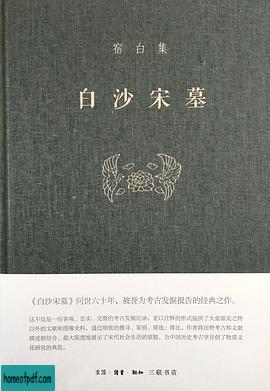 宿白集
白沙宋墓
《白沙宋墓》问世六十年，被誉为考古发掘报告的经典之作。
这不仅是一份客观、忠实、完整的考古发掘纪录，更以注释的形式提供了大量墓见之物
以外的文献和图像史料，通过细致的搜寻、鉴别、筛选、排比，作者将田野考古和文献
描述相结合，最大限度地展示了宋代社会生活的原貌，为中国历史考古学开创了物质文
化研究的典范。
生活·读书·新知 三联书店
homeofpdf.com